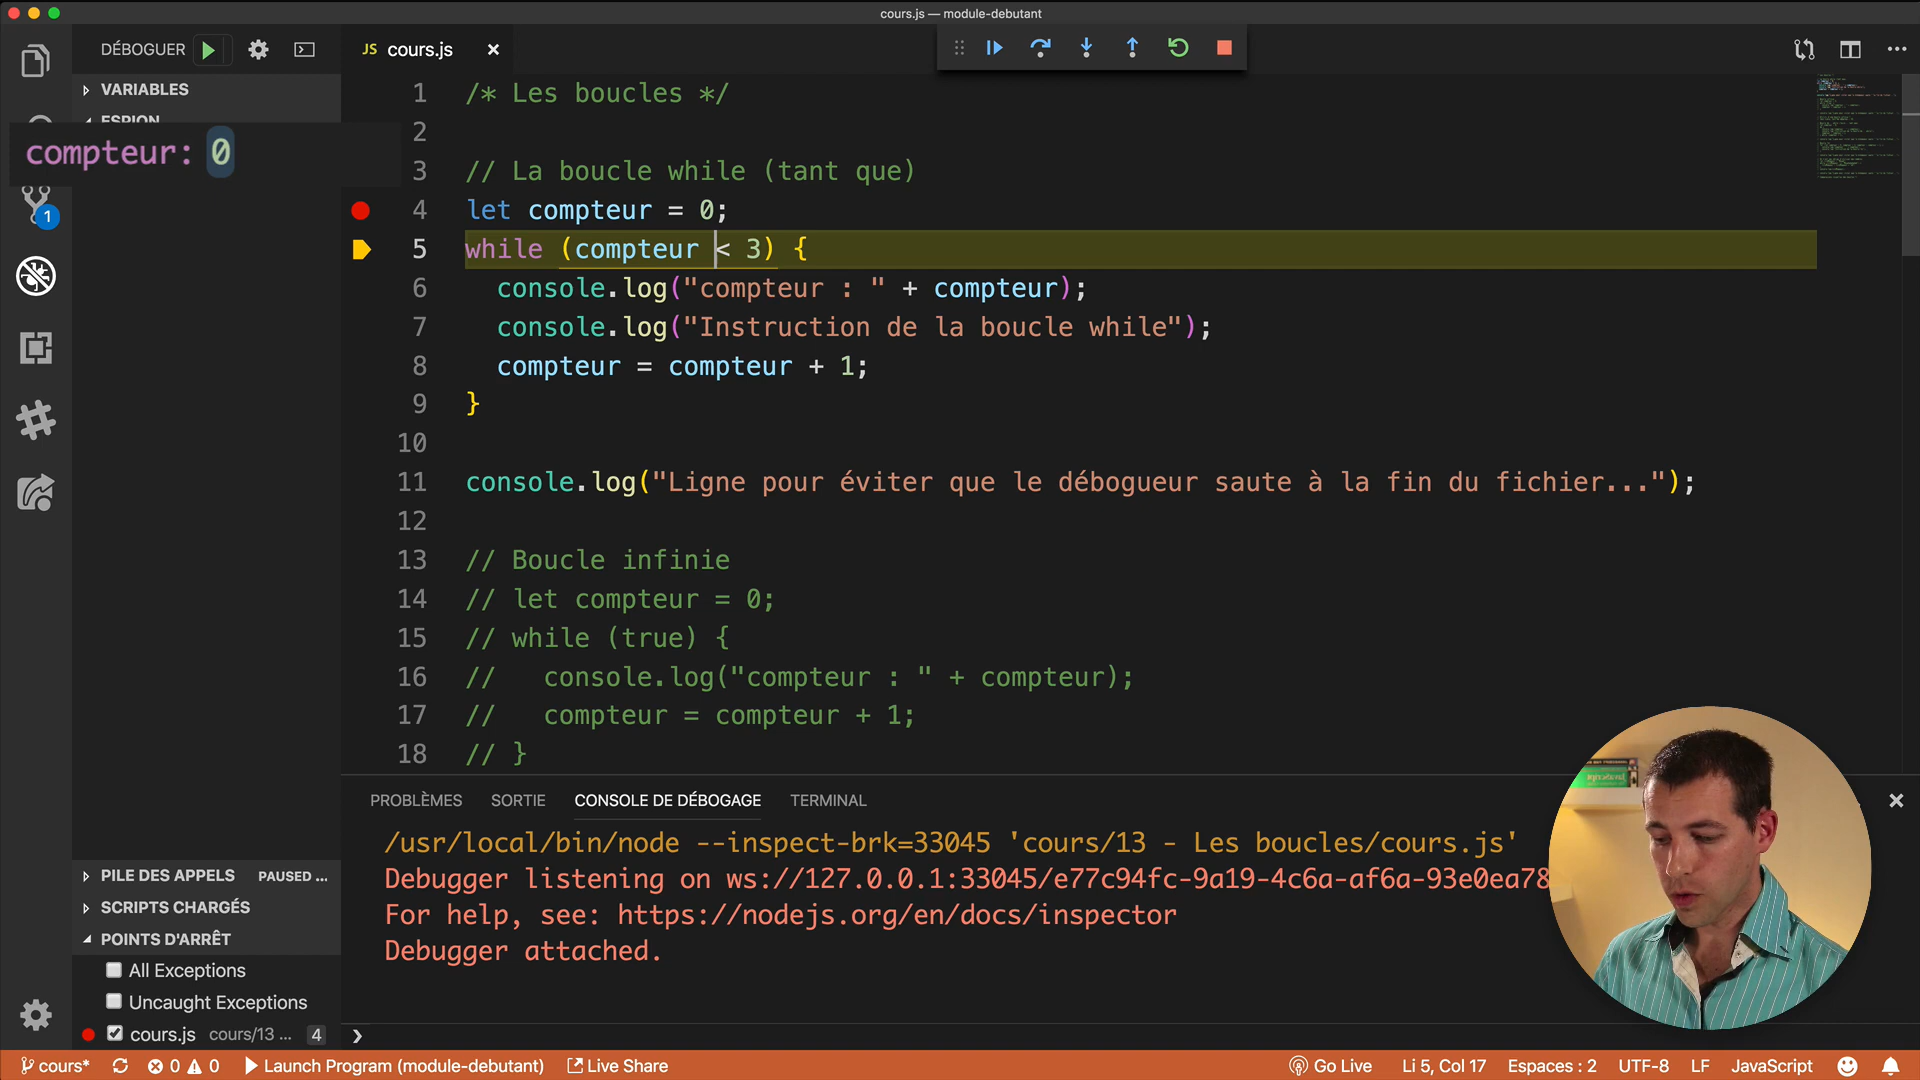 cours.js — module-debutant
DÉBOGUER
JS cours.js
VARIABLES
ESPION
compteur: 0
1
1 /* Les boucles */
2
3 // La boucle while (tant que)
4 let compteur = 0;
5 while (compteur < 3) {
6 console.log("compteur : " + compteur);
7 console.log("Instruction de la boucle while");
8 compteur = compteur + 1;
9 }
10
11 console.log("Ligne pour éviter que le débogueur saute à la fin du fichier...");
12
13 // Boucle infinie
14 // let compteur = 0;
15 // while (true) {
16 // console.log("compteur : " + compteur);
17 // compteur = compteur + 1;
18 // }
PROBLÈMES SORTIE CONSOLE DE DÉBOGAGE TERMINAL
/usr/local/bin/node --inspect-brk=33045 'cours/13 - Les boucles/cours.js'
Debugger listening on ws://127.0.0.1:33045/e77c94fc-9a19-4c6a-af6a-93e0ea78
For help, see: https://nodejs.org/en/docs/inspector
Debugger attached.
PILE DES APPELS PAUSED ...
SCRIPTS CHARGÉS
POINTS D'ARRÊT
All Exceptions
Uncaught Exceptions
cours.js cours/13 ... 4
cours* 0 0 Launch Program (module-debutant) Live Share Go Live Li 5, Col 17 Espaces : 2 UTF-8 LF JavaScript